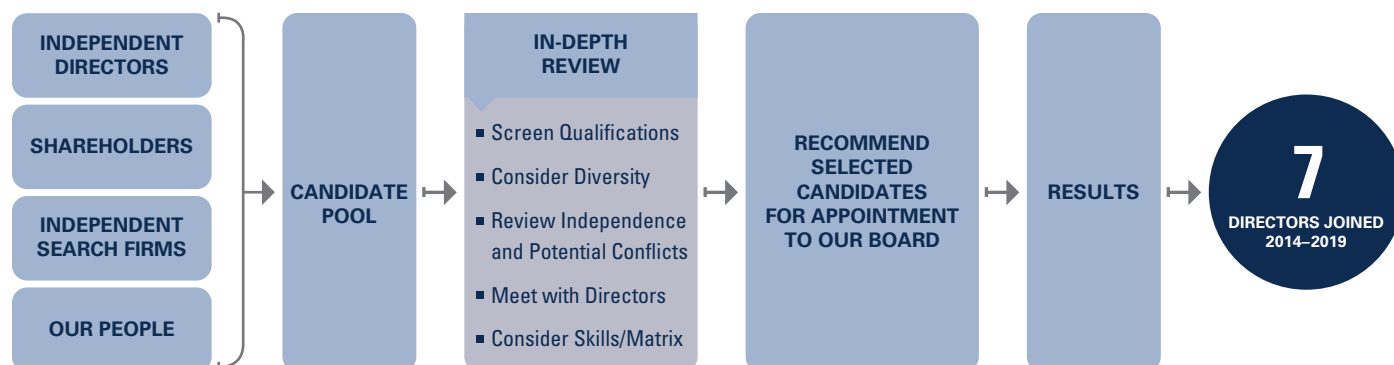 INDEPENDENT
DIRECTORS
SHAREHOLDERS
INDEPENDENT
SEARCH FIRMS
OUR PEOPLE
CANDIDATE
POOL
IN-DEPTH
REVIEW
■ Screen Qualifications
■ Consider Diversity
■ Review Independence
and Potential Conflicts
■ Meet with Directors
■ Consider Skills/Matrix
RECOMMEND
SELECTED
CANDIDATES
FOR APPOINTMENT
TO OUR BOARD
RESULTS
7
DIRECTORS JOINED
2014–2019